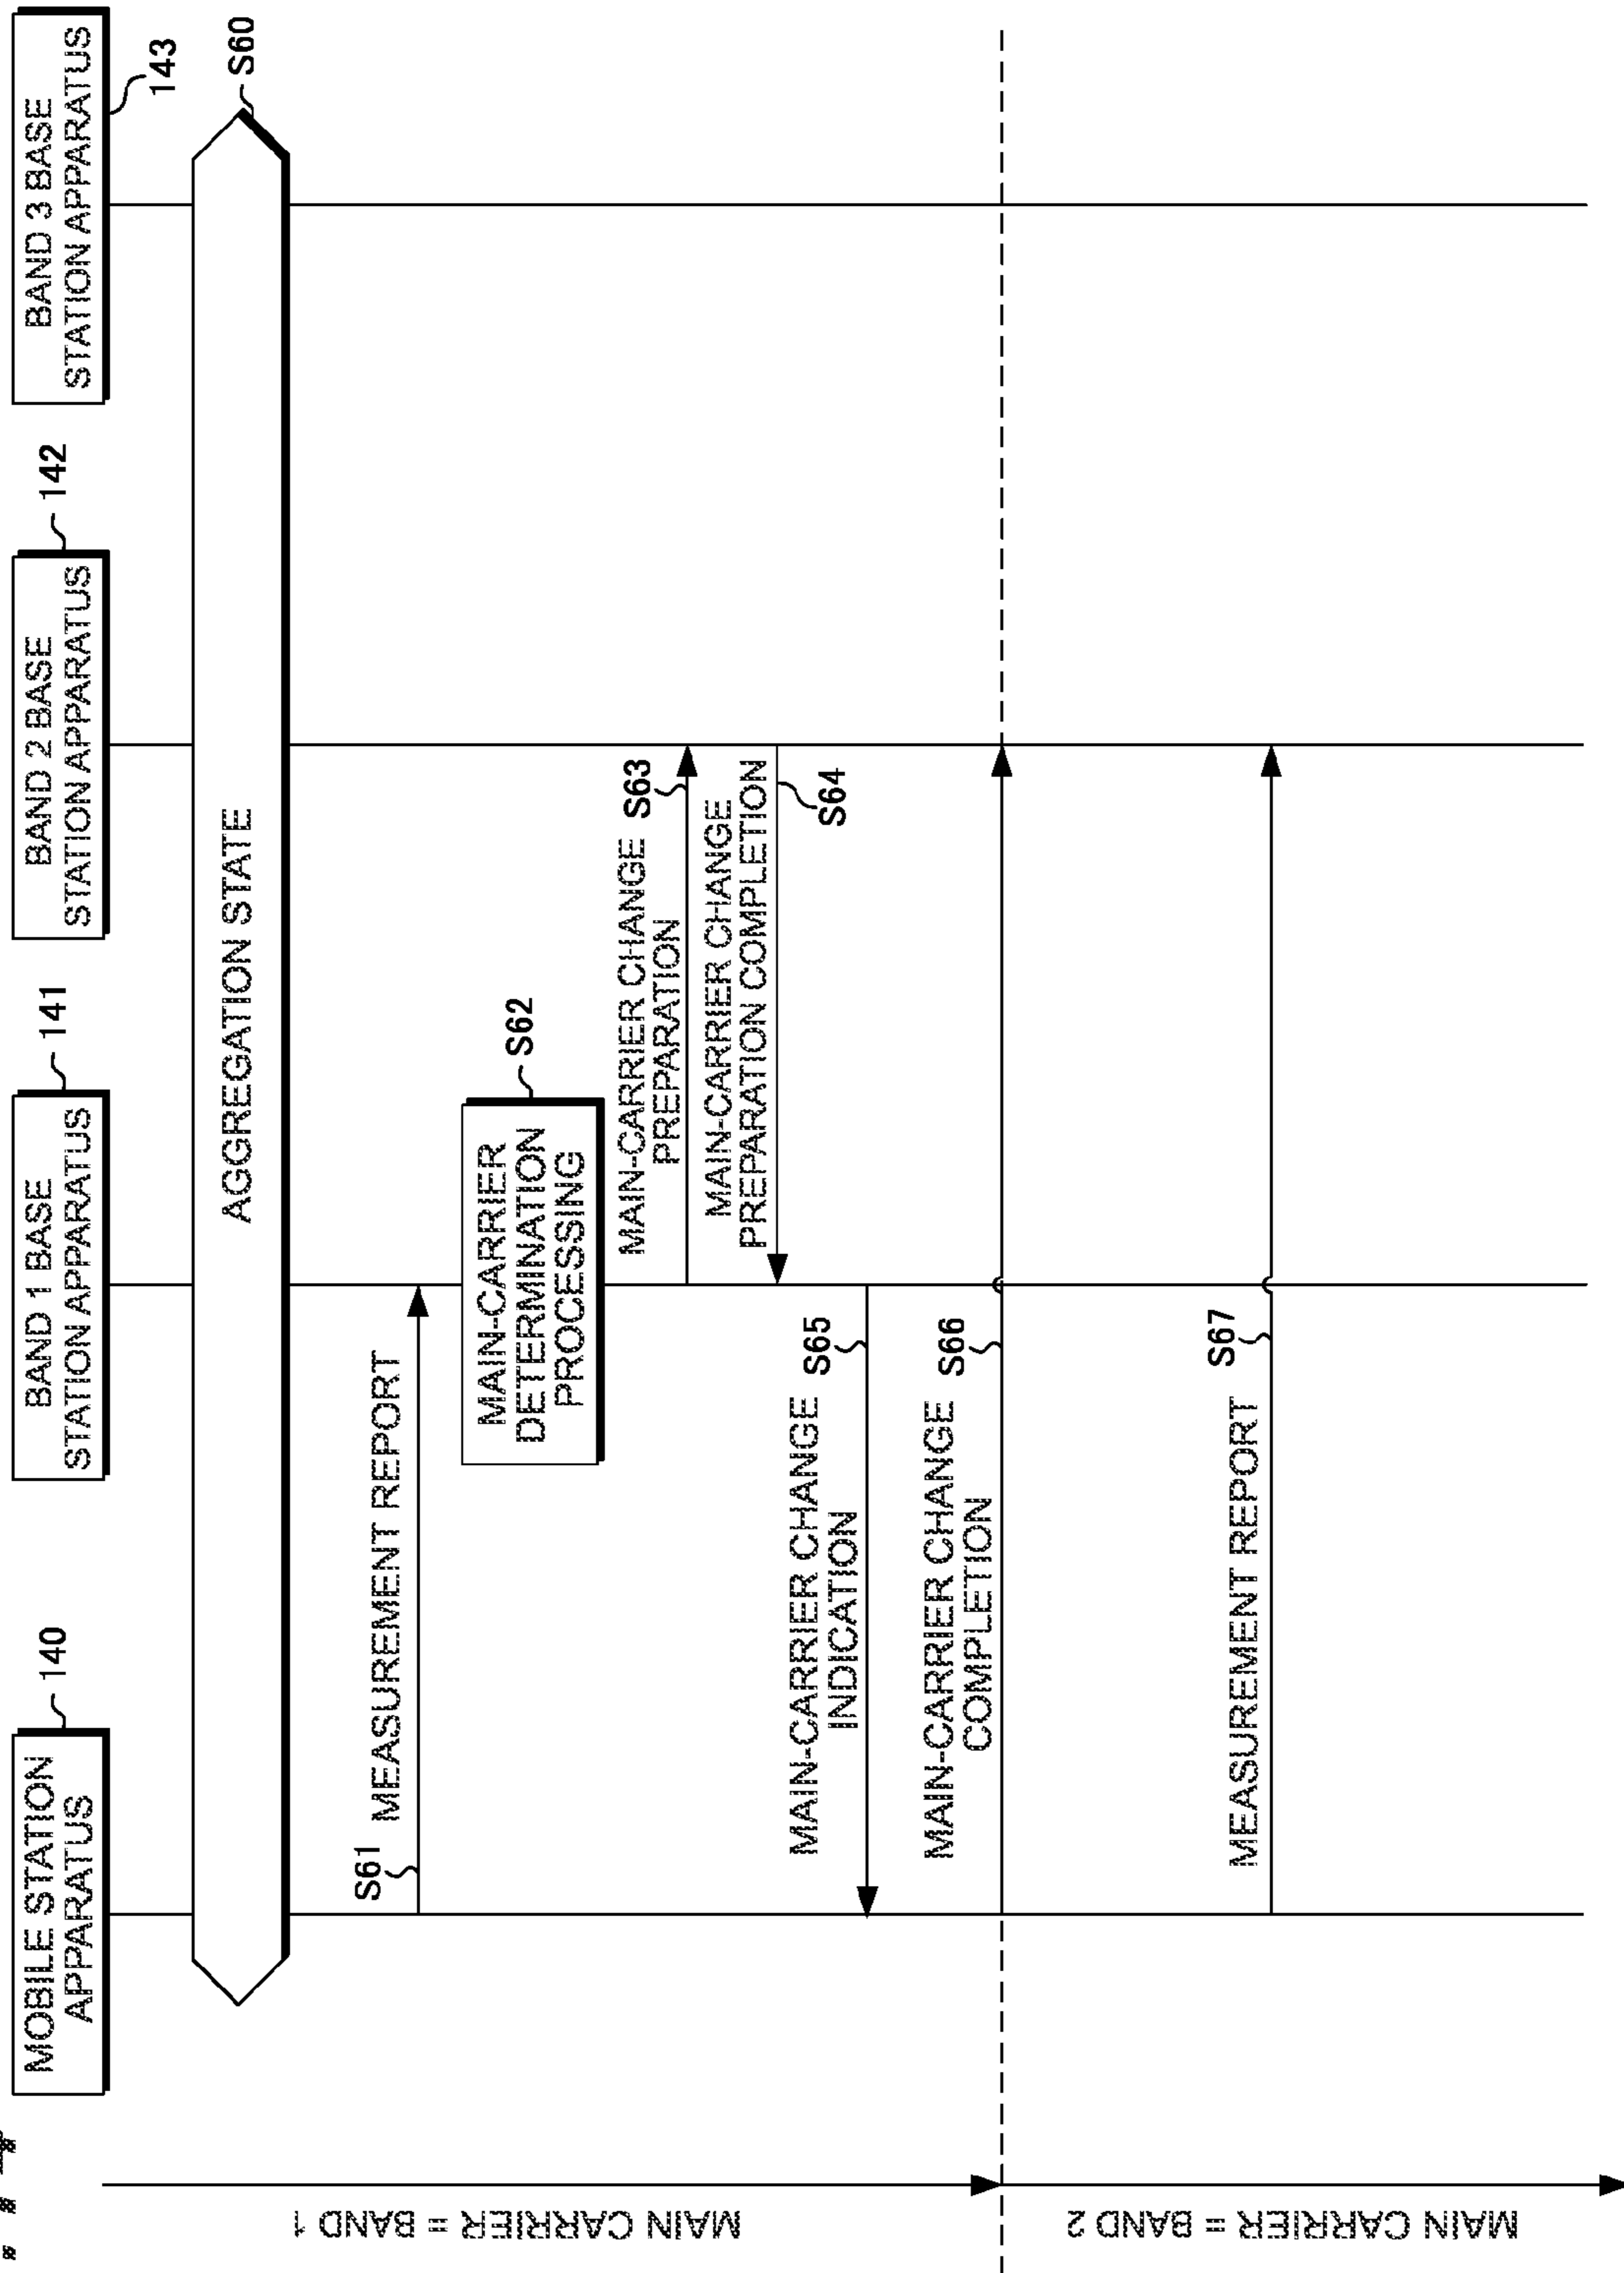 MOBILE STATION
APPARATUS
140
BAND 1 BASE
STATION APPARATUS
141
BAND 2 BASE
STATION APPARATUS
142
BAND 3 BASE
STATION APPARATUS
143
AGGREGATION STATE
S60
S61
MEASUREMENT REPORT
MAIN-CARRIER
DETERMINATION
PROCESSING
S62
MAIN-CARRIER CHANGE
PREPARATION
S63
MAIN-CARRIER CHANGE
PREPARATION COMPLETION
S64
MAIN-CARRIER CHANGE
INDICATION
S65
MAIN-CARRIER CHANGE
COMPLETION
S66
MEASUREMENT REPORT
S67
MAIN CARRIER = BAND 1
MAIN CARRIER = BAND 2